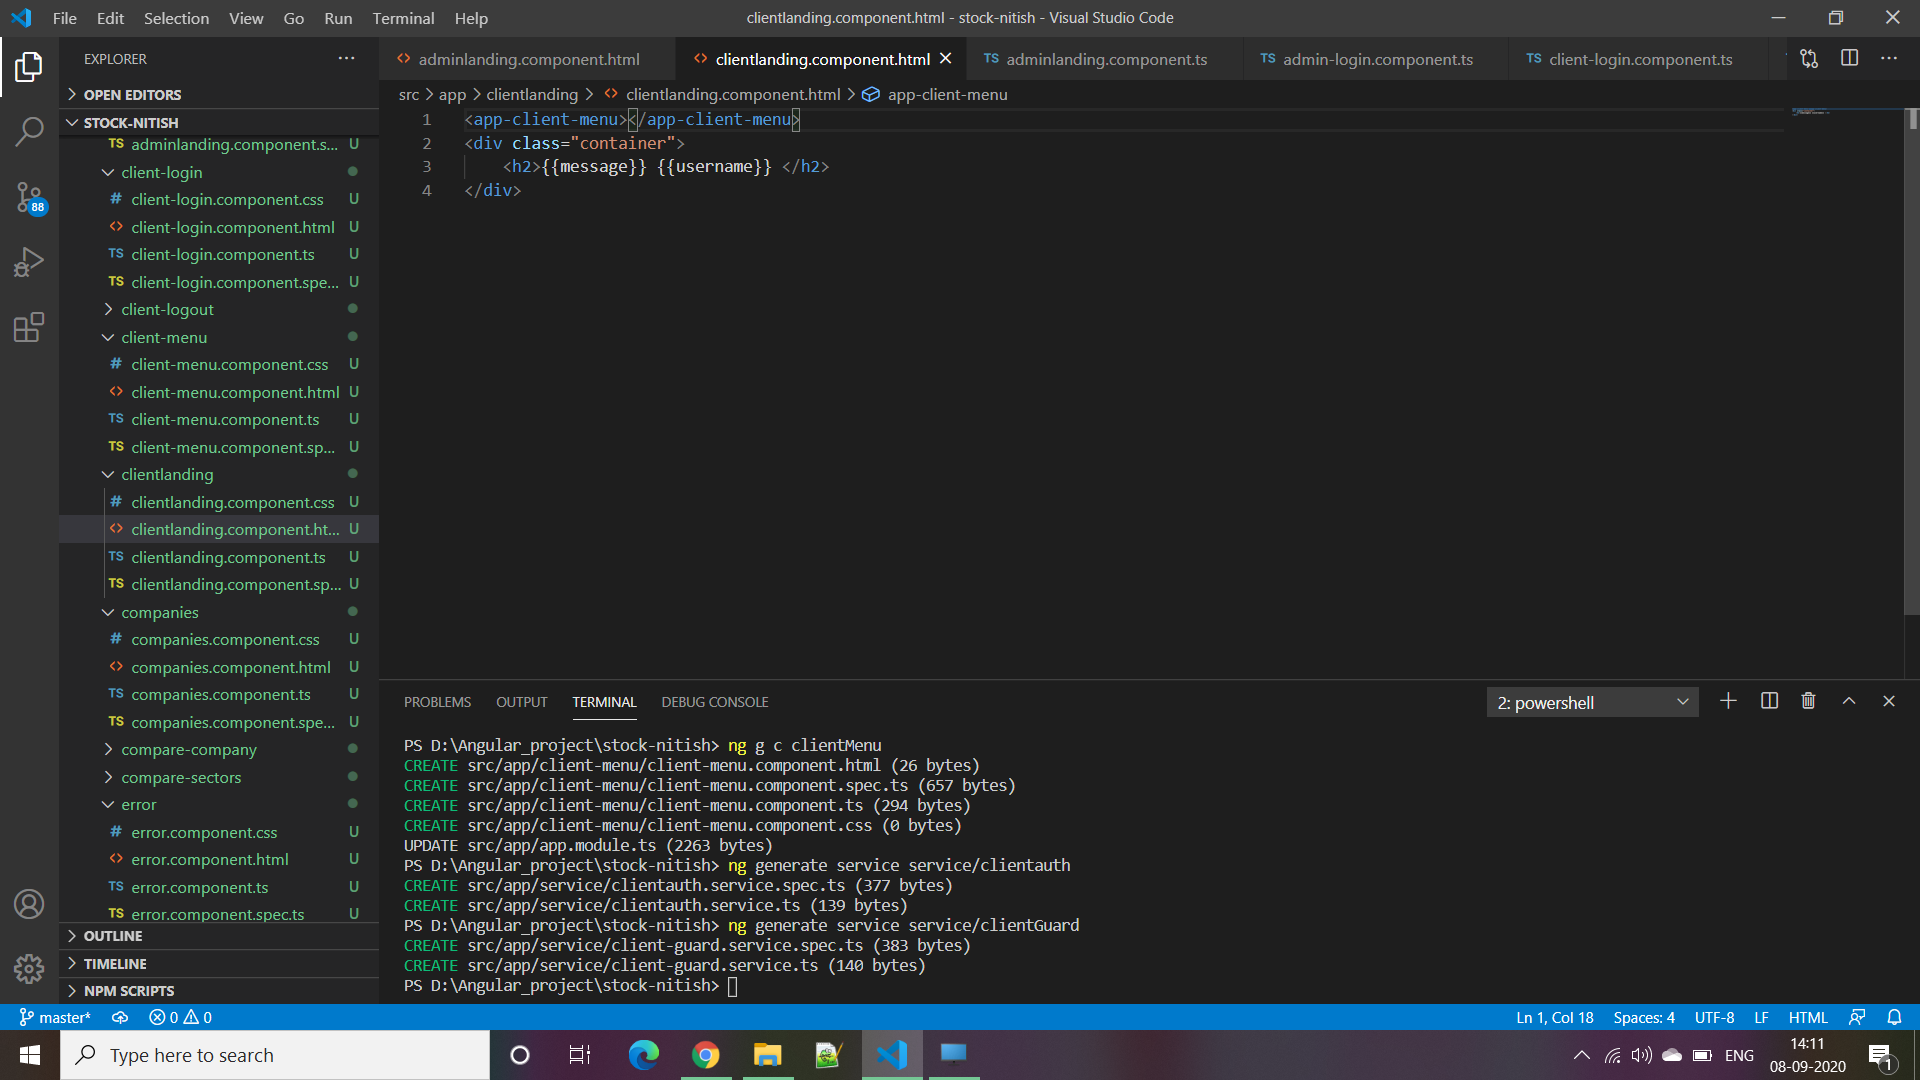 File Edit Selection View Go Run Terminal Help
clientlanding.component.html - stock-nitish - Visual Studio Code
EXPLORER
adminlanding.component.html
clientlanding.component.html
TS adminlanding.component.ts
TS admin-login.component.ts
TS client-login.component.ts
OPEN EDITORS
src > app > clientlanding > clientlanding.component.html > app-client-menu
STOCK-NITISH
TS adminlanding.component.s... U
client-login
# client-login.component.css U
client-login.component.html U
TS client-login.component.ts U
TS client-login.component.spe... U
client-logout
client-menu
# client-menu.component.css U
client-menu.component.html U
TS client-menu.component.ts U
TS client-menu.component.sp... U
clientlanding
# clientlanding.component.css U
clientlanding.component.ht... U
TS clientlanding.component.ts U
TS clientlanding.component.sp... U
companies
# companies.component.css U
companies.component.html U
TS companies.component.ts U
TS companies.component.spe... U
compare-company
compare-sectors
error
# error.component.css U
error.component.html U
TS error.component.ts U
TS error.component.spec.ts U
OUTLINE
TIMELINE
NPM SCRIPTS
88
1 <app-client-menu></app-client-menu>
2 <div class="container">
3 <h2>{{message}} {{username}} </h2>
4 </div>
PROBLEMS OUTPUT TERMINAL DEBUG CONSOLE
2: powershell
PS D:\Angular_project\stock-nitish> ng g c clientMenu
CREATE src/app/client-menu/client-menu.component.html (26 bytes)
CREATE src/app/client-menu/client-menu.component.spec.ts (657 bytes)
CREATE src/app/client-menu/client-menu.component.ts (294 bytes)
CREATE src/app/client-menu/client-menu.component.css (0 bytes)
UPDATE src/app/app.module.ts (2263 bytes)
PS D:\Angular_project\stock-nitish> ng generate service service/clientauth
CREATE src/app/service/clientauth.service.spec.ts (377 bytes)
CREATE src/app/service/clientauth.service.ts (139 bytes)
PS D:\Angular_project\stock-nitish> ng generate service service/clientGuard
CREATE src/app/service/client-guard.service.spec.ts (383 bytes)
CREATE src/app/service/client-guard.service.ts (140 bytes)
PS D:\Angular_project\stock-nitish>
master* 0 0
Ln 1, Col 18 Spaces: 4 UTF-8 LF HTML
Type here to search
ENG
14:11
08-09-2020
1